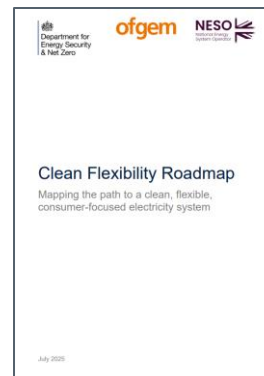 Department for
Energy Security
& Net Zero
ofgem
NESO
National Energy
System Operator
Clean Flexibility Roadmap
Mapping the path to a clean, flexible,
consumer-focused electricity system
July 2025